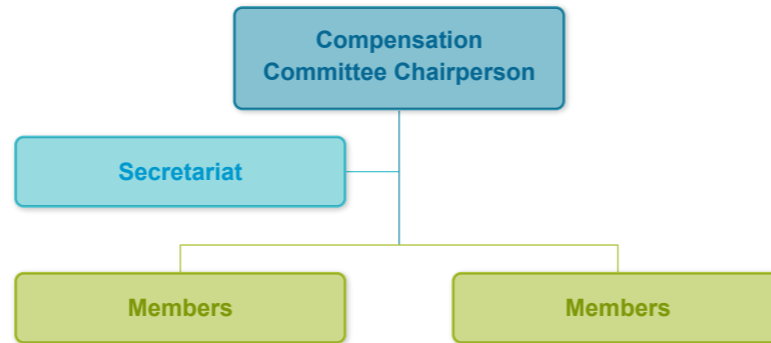 Compensation
Committee Chairperson
Secretariat
Members
Members